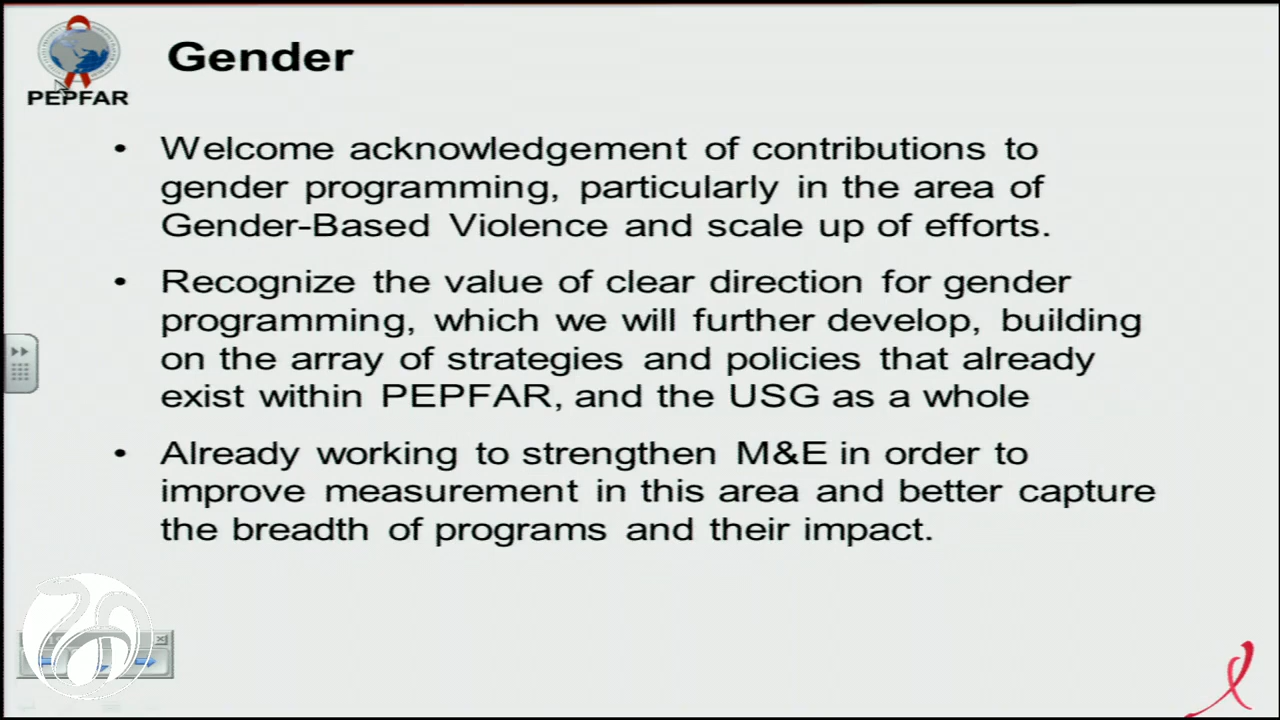 Gender
PEPFAR
• Welcome acknowledgement of contributions to
gender programming, particularly in the area of
Gender-Based Violence and scale up of efforts.
• Recognize the value of clear direction for gender
programming, which we will further develop, building
on the array of strategies and policies that already
exist within PEPFAR, and the USG as a whole
• Already working to strengthen M&E in order to
improve measurement in this area and better capture
the breadth of programs and their impact.